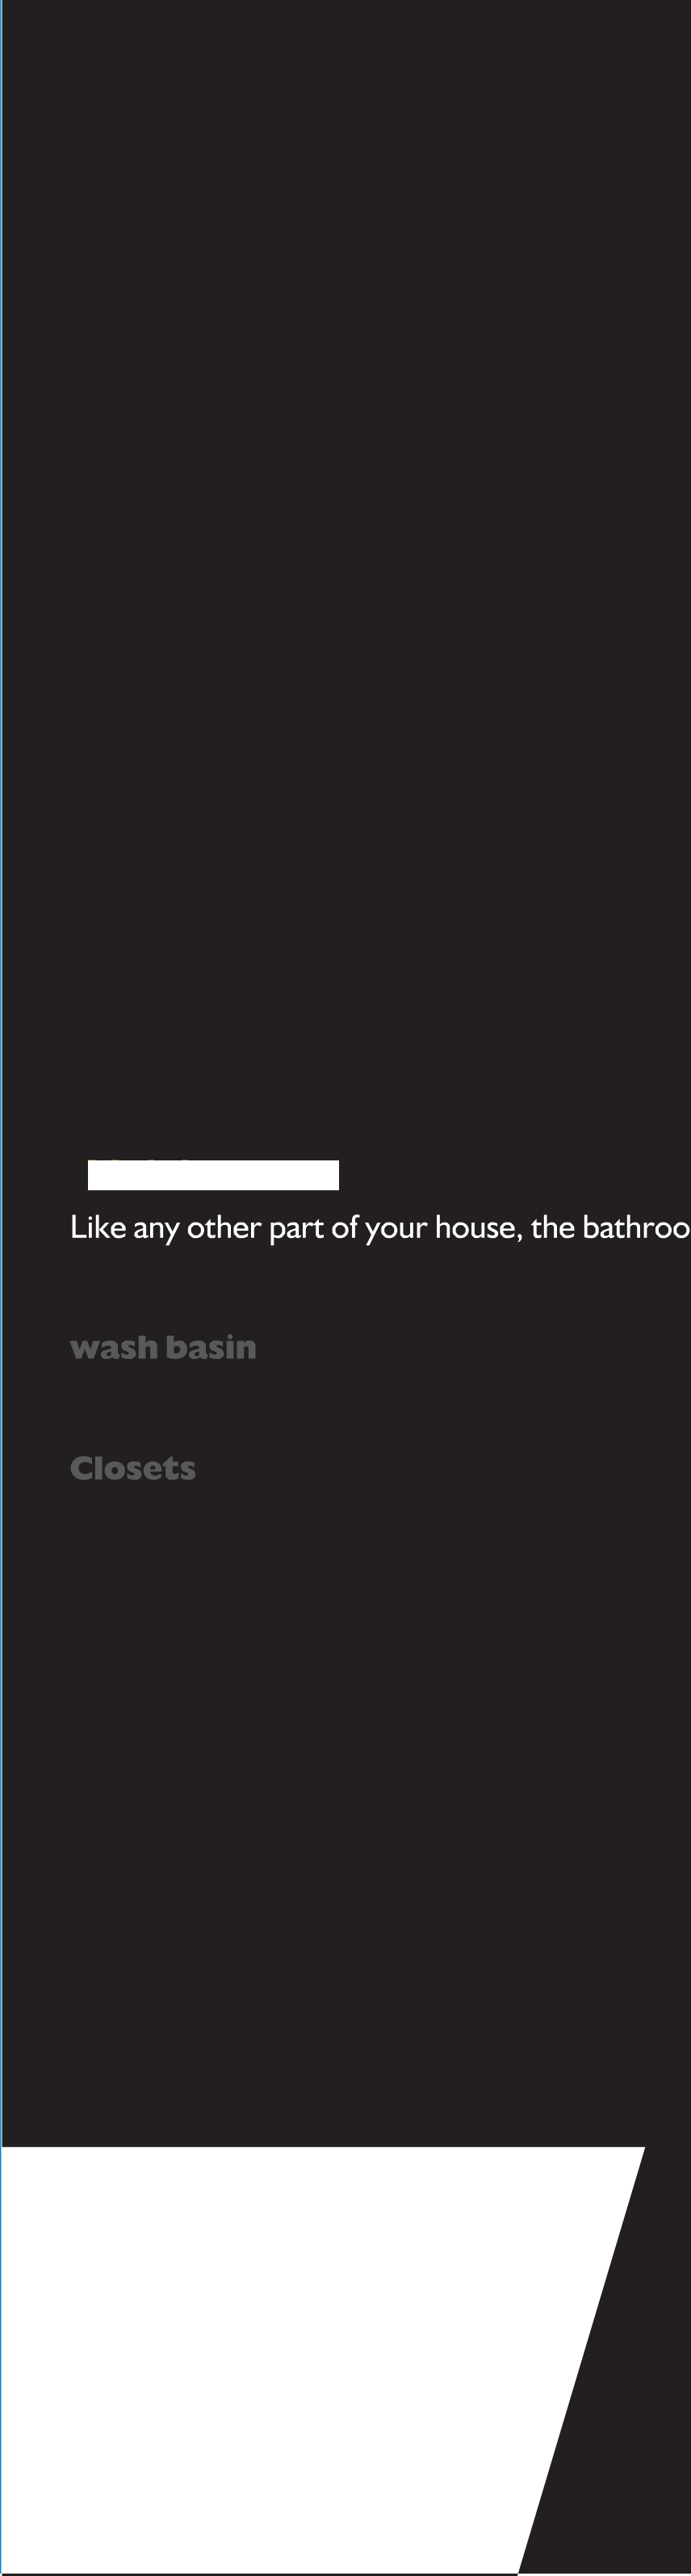 Like any other part of your house, the bathroo
wash basin
Closets